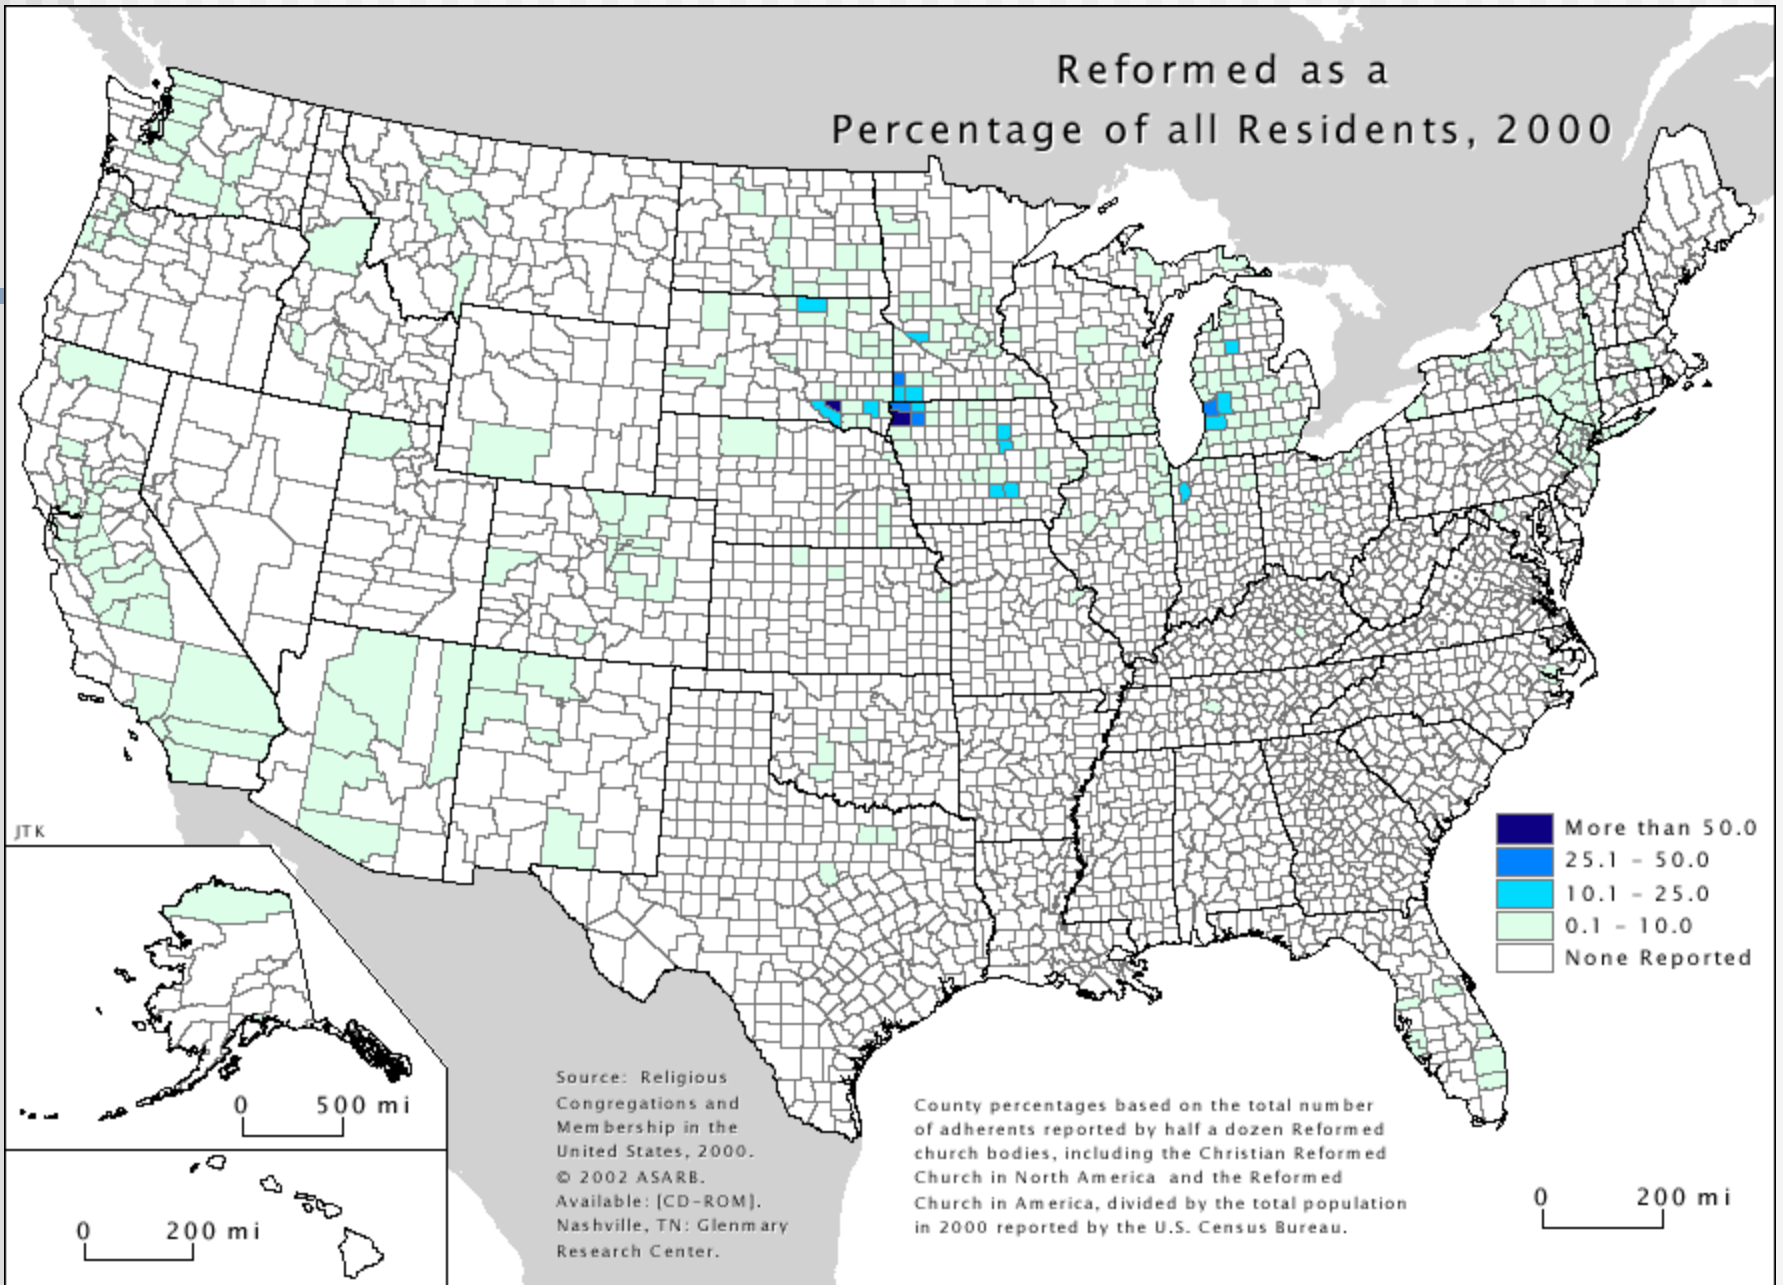 Reformed as a
Percentage of all Residents, 2000
JTK
More than 50.0
25.1 – 50.0
10.1 – 25.0
0.1 – 10.0
None Reported
0 500 mi
0 200 mi
Source: Religious
Congregations and
Membership in the
United States, 2000.
© 2002 ASARB.
Available: [CD-ROM].
Nashville, TN: Glenmary
Research Center.
County percentages based on the total number
of adherents reported by half a dozen Reformed
church bodies, including the Christian Reformed
Church in North America and the Reformed
Church in America, divided by the total population
in 2000 reported by the U.S. Census Bureau.
0 200 mi